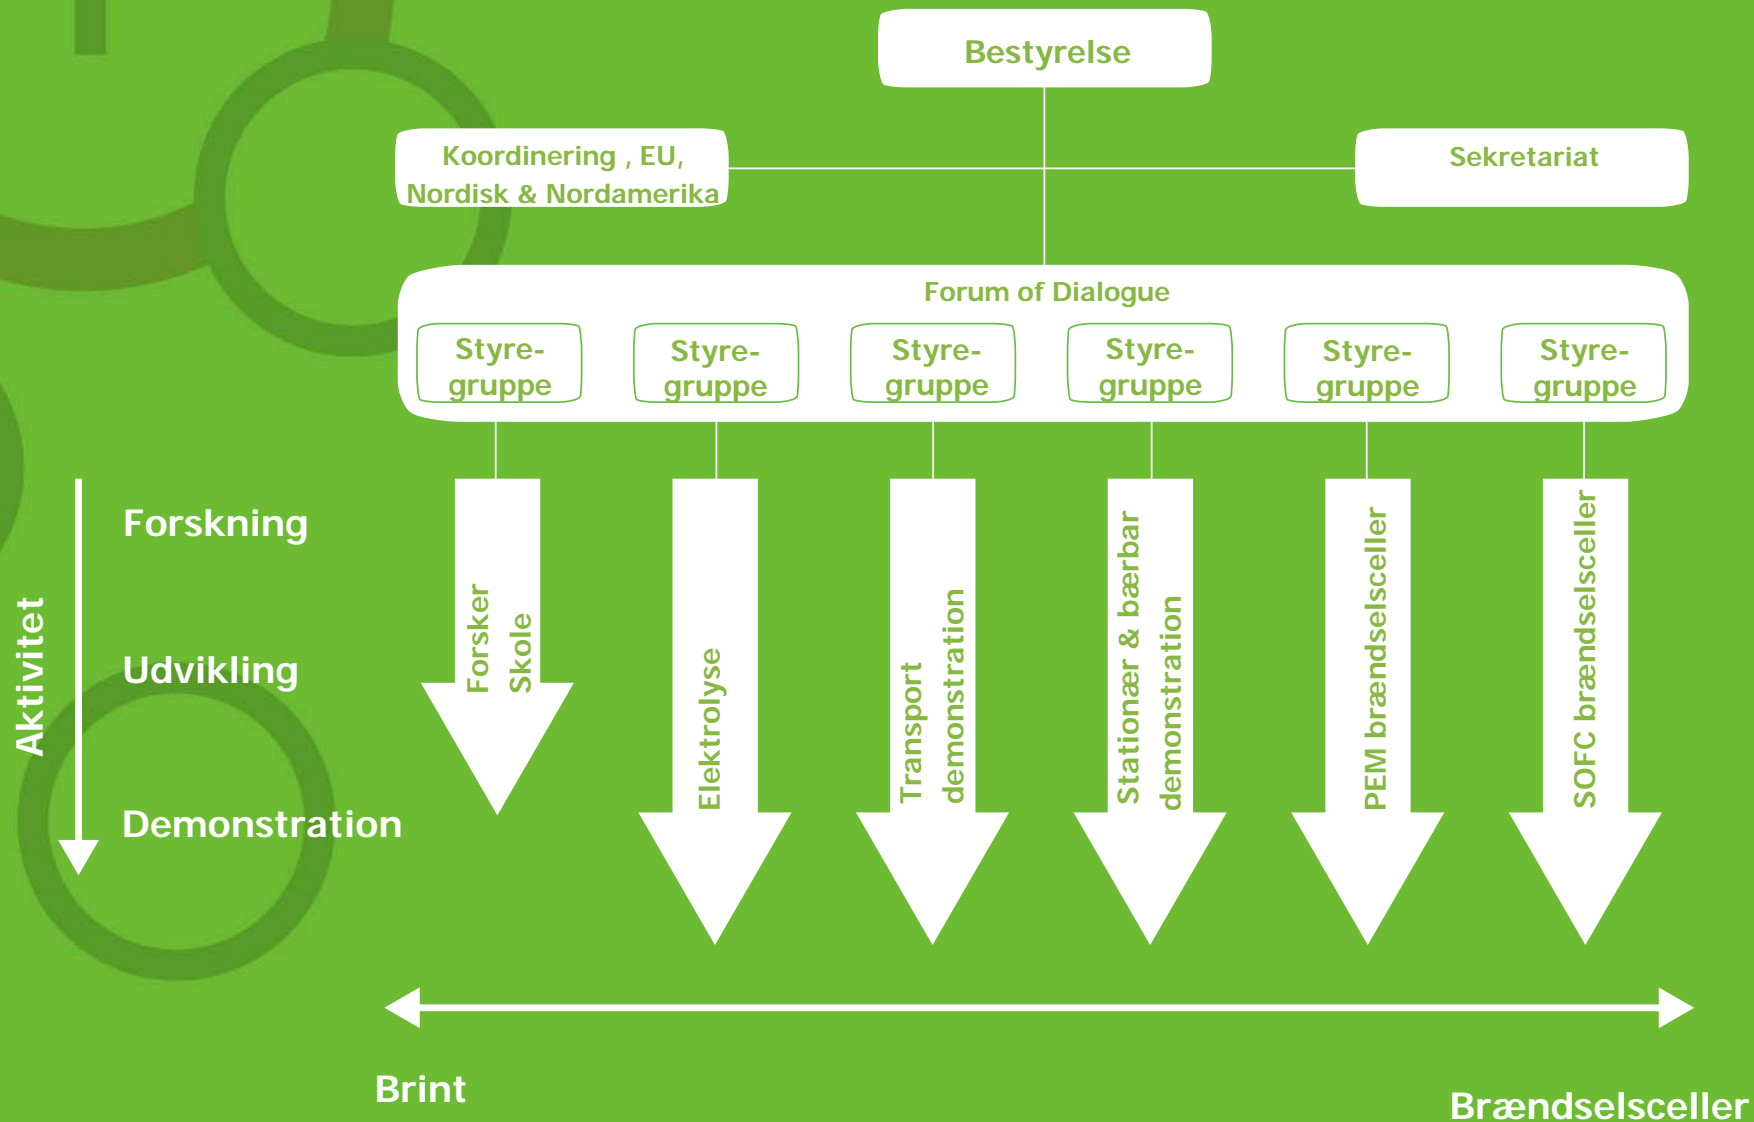 Bestyrelse
Koordinering , EU,
Nordisk & Nordamerika
Sekretariat
Forum of Dialogue
Styre-
gruppe
Styre-
gruppe
Styre-
gruppe
Styre-
gruppe
Styre-
gruppe
Styre-
gruppe
Aktivitet
Forskning
Udvikling
Demonstration
Forsker
Skole
Elektrolyse
Transport
demonstration
Stationær & bærbar
demonstration
PEM brændselsceller
SOFC brændselsceller
Brint
Brændselsceller